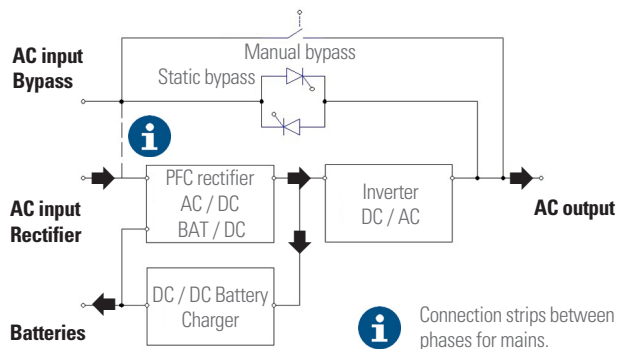 AC input
Bypass
Manual bypass
Static bypass
i
AC input
Rectifier
PFC rectifier
AC / DC
BAT / DC
Inverter
DC / AC
AC output
Batteries
DC / DC Battery
Charger
i
Connection strips between
phases for mains.